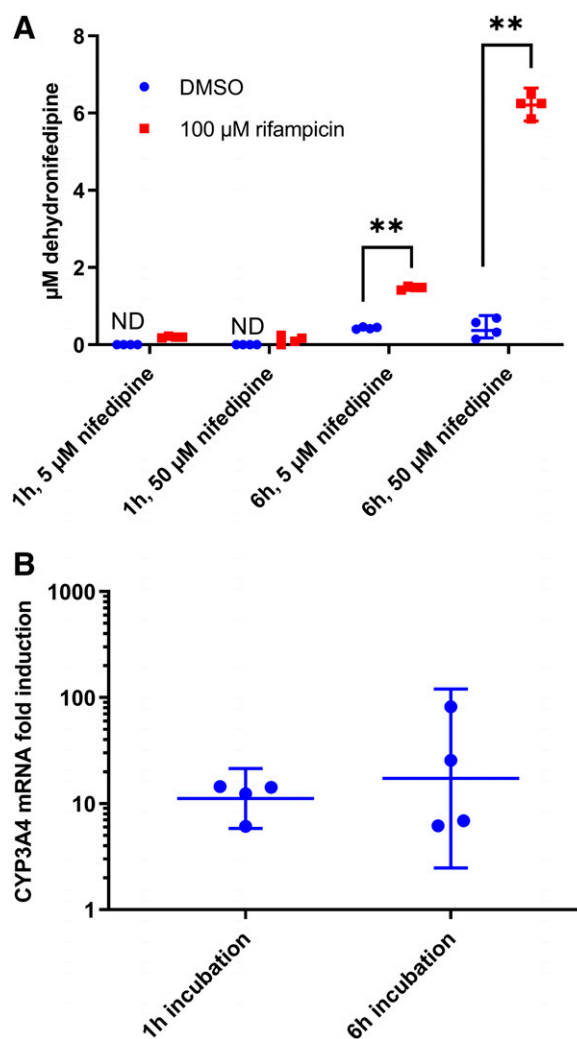 A
µM dehydronifedipine
8
6
4
2
0
DMSO
100 µM rifampicin
ND
ND
**
**
1h, 5 µM nifedipine
1h, 50 µM nifedipine
6h, 5 µM nifedipine
6h, 50 µM nifedipine
B
CYP3A4 mRNA fold induction
1000
100
10
1
1h incubation
6h incubation